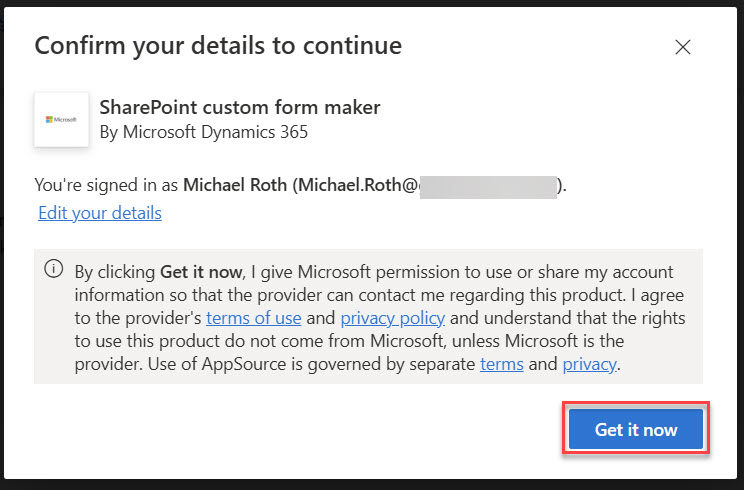 Confirm your details to continue
Microsoft
SharePoint custom form maker
By Microsoft Dynamics 365
You're signed in as Michael Roth (Michael.Roth@ ).
Edit your details
By clicking Get it now, I give Microsoft permission to use or share my account
information so that the provider can contact me regarding this product. I agree
to the provider's terms of use and privacy policy and understand that the rights
to use this product do not come from Microsoft, unless Microsoft is the
provider. Use of AppSource is governed by separate terms and privacy.
Get it now